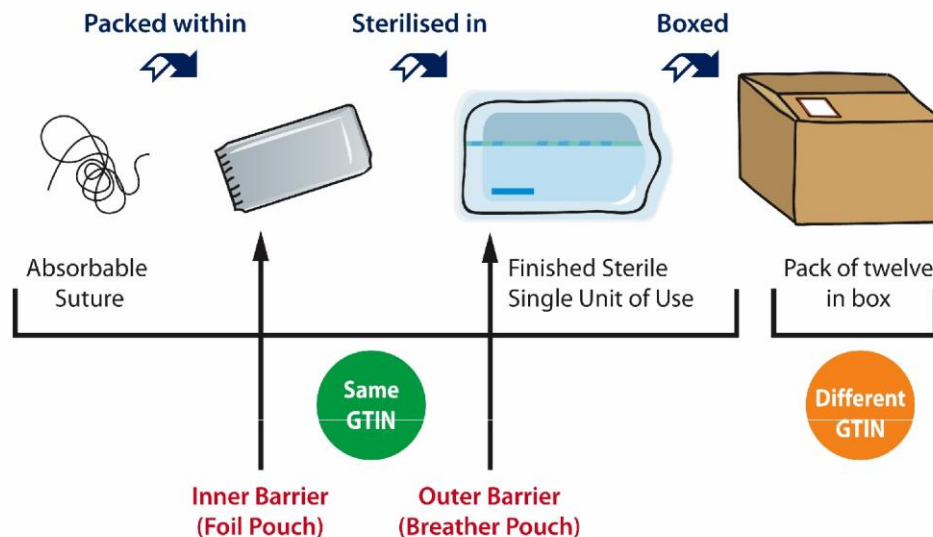 Packed within
Sterilised in
Boxed
Absorbable
Suture
Finished Sterile
Single Unit of Use
Pack of twelve
in box
Same
GTIN
Different
GTIN
Inner Barrier
(Foil Pouch)
Outer Barrier
(Breather Pouch)